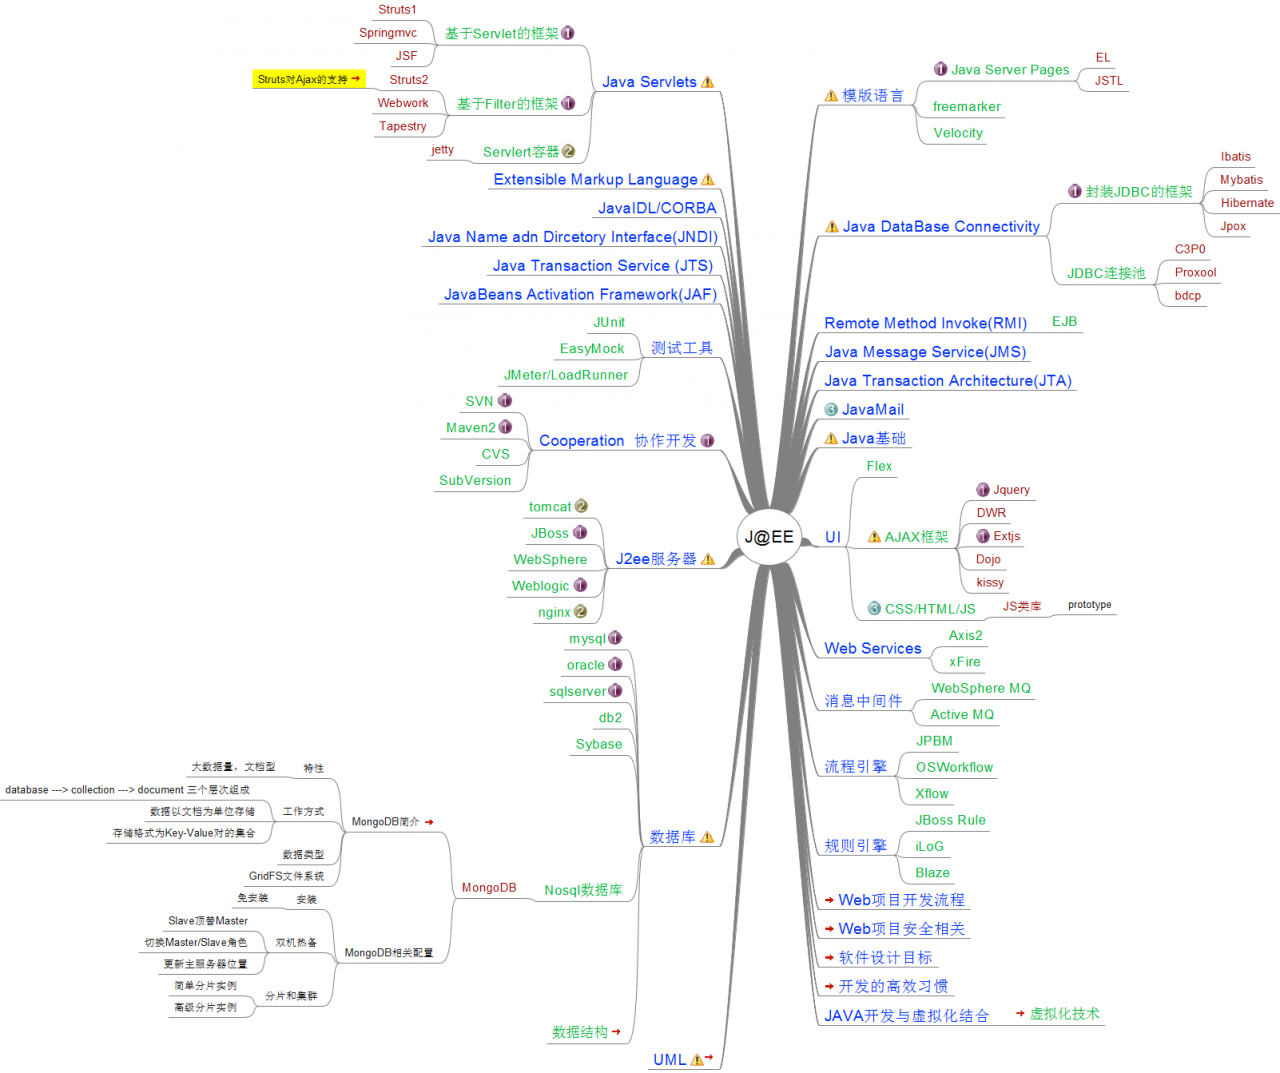 J@EE
Java Servlets
基于Servlet的框架
Struts1
Springmvc
JSF
基于Filter的框架
Struts2
Struts对Ajax的支持
Webwork
Tapestry
Servlert容器
jetty
Extensible Markup Language
JavaIDL/CORBA
Java Name adn Dircetory Interface(JNDI)
Java Transaction Service (JTS)
JavaBeans Activation Framework(JAF)
测试工具
JUnit
EasyMock
JMeter/LoadRunner
Cooperation 协作开发
SVN
Maven2
CVS
SubVersion
J2ee服务器
tomcat
JBoss
WebSphere
Weblogic
nginx
数据库
mysql
oracle
sqlserver
db2
Sybase
Nosql数据库
MongoDB
MongoDB简介
特性
大数据量，文档型
工作方式
database ---> collection ---> document 三个层次组成
数据以文档为单位存储
存储格式为Key-Value对的集合
数据类型
GridFS文件系统
MongoDB相关配置
安装
免安装
双机热备
Slave顶替Master
切换Master/Slave角色
更新主服务器位置
分片和集群
简单分片实例
高级分片实例
数据结构
UML
模版语言
Java Server Pages
EL
JSTL
freemarker
Velocity
Java DataBase Connectivity
封装JDBC的框架
Ibatis
Mybatis
Hibernate
Jpox
JDBC连接池
C3P0
Proxool
bdcp
Remote Method Invoke(RMI)
EJB
Java Message Service(JMS)
Java Transaction Architecture(JTA)
JavaMail
Java基础
UI
Flex
AJAX框架
Jquery
DWR
Extjs
Dojo
kissy
CSS/HTML/JS
JS类库
prototype
Web Services
Axis2
xFire
消息中间件
WebSphere MQ
Active MQ
流程引擎
JPBM
OSWorkflow
Xflow
规则引擎
JBoss Rule
iLoG
Blaze
Web项目开发流程
Web项目安全相关
软件设计目标
开发的高效习惯
JAVA开发与虚拟化结合
虚拟化技术